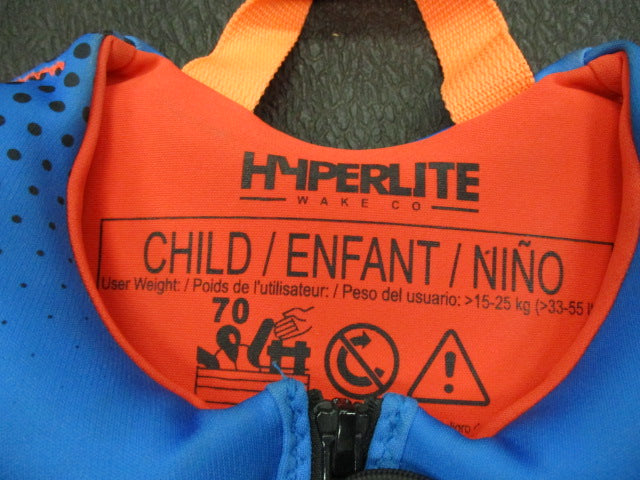 HYPERLITE
WAKE CO
CHILD / ENFANT / NIÑO
User Weight: / Poids de l'utilisateur: / Peso del usuario: >15-25 kg (>33-55
70